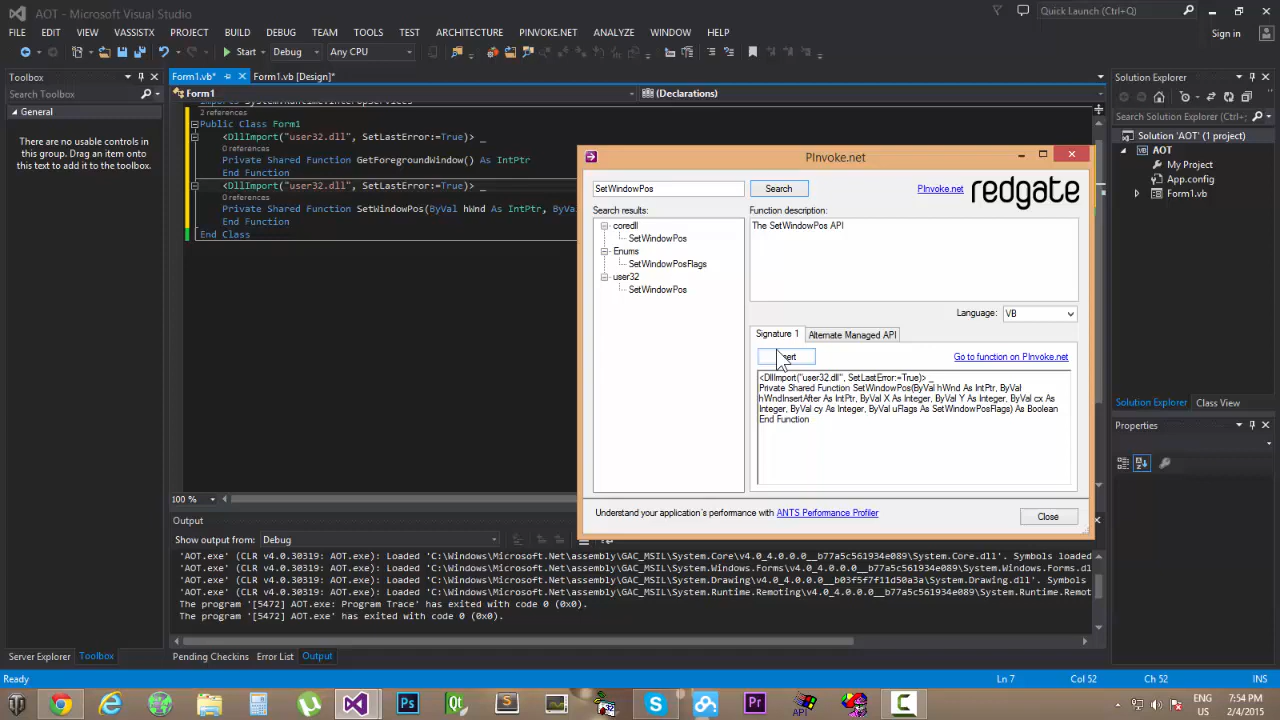 AOT - Microsoft Visual Studio
Quick Launch (Ctrl+Q)
FILE EDIT VIEW VASSISTX PROJECT BUILD DEBUG TEAM TOOLS TEST ARCHITECTURE PINVOKE.NET ANALYZE WINDOW HELP
Sign in
Start Debug Any CPU
Toolbox
Search Toolbox
General
There are no usable controls in this group. Drag an item onto this text to add it to the toolbox.
Form1.vb* Form1.vb [Design]*
Form1 (Declarations)
Imports System.Runtime.InteropServices
2 references
Public Class Form1
<DllImport("user32.dll", SetLastError:=True)> _
0 references
Private Shared Function GetForegroundWindow() As IntPtr
End Function
<DllImport("user32.dll", SetLastError:=True)> _
0 references
Private Shared Function SetWindowPos(ByVal hWnd As IntPtr, ByVa
End Function
End Class
100 %
PInvoke.net
SetWindowPos Search PInvoke.net redgate
Search results: Function description:
coredll
SetWindowPos
Enums
SetWindowPosFlags
user32
SetWindowPos
The SetWindowPos API
Language: VB
Signature 1 Alternate Managed API
Go to function on PInvoke.net
<DllImport("user32.dll", SetLastError:=True)> _
Private Shared Function SetWindowPos(ByVal hWnd As IntPtr, ByVal
hWndInsertAfter As IntPtr, ByVal X As Integer, ByVal Y As Integer, ByVal cx As
Integer, ByVal cy As Integer, ByVal uFlags As SetWindowPosFlags) As Boolean
End Function
Understand your application's performance with ANTS Performance Profiler
Close
Solution Explorer
Search Solution Explorer (Ctrl+;)
Solution 'AOT' (1 project)
AOT
My Project
App.config
Form1.vb
Solution Explorer Class View
Properties
Output
Show output from: Debug
'AOT.exe' (CLR v4.0.30319: AOT.exe): Loaded 'C:\Windows\Microsoft.Net\assembly\GAC_MSIL\System.Core\v4.0_4.0.0.0__b77a5c561934e089\System.Core.dll'. Symbols loaded
'AOT.exe' (CLR v4.0.30319: AOT.exe): Loaded 'C:\Windows\Microsoft.Net\assembly\GAC_MSIL\System.Windows.Forms\v4.0_4.0.0.0__b77a5c561934e089\System.Windows.Forms.dl
'AOT.exe' (CLR v4.0.30319: AOT.exe): Loaded 'C:\Windows\Microsoft.Net\assembly\GAC_MSIL\System.Drawing\v4.0_4.0.0.0__b03f5f7f11d50a3a\System.Drawing.dll'. Symbols
'AOT.exe' (CLR v4.0.30319: AOT.exe): Loaded 'C:\Windows\Microsoft.Net\assembly\GAC_MSIL\System.Runtime.Remoting\v4.0_4.0.0.0__b77a5c561934e089\System.Runtime.Remot
The program '[5472] AOT.exe: Program Trace' has exited with code 0 (0x0).
The program '[5472] AOT.exe' has exited with code 0 (0x0).
Server Explorer Toolbox Pending Checkins Error List Output
Ready Ln 7 Col 52 Ch 52 INS
Ps Qt S Pr API
ENG 7:54 PM
US 2/4/2015